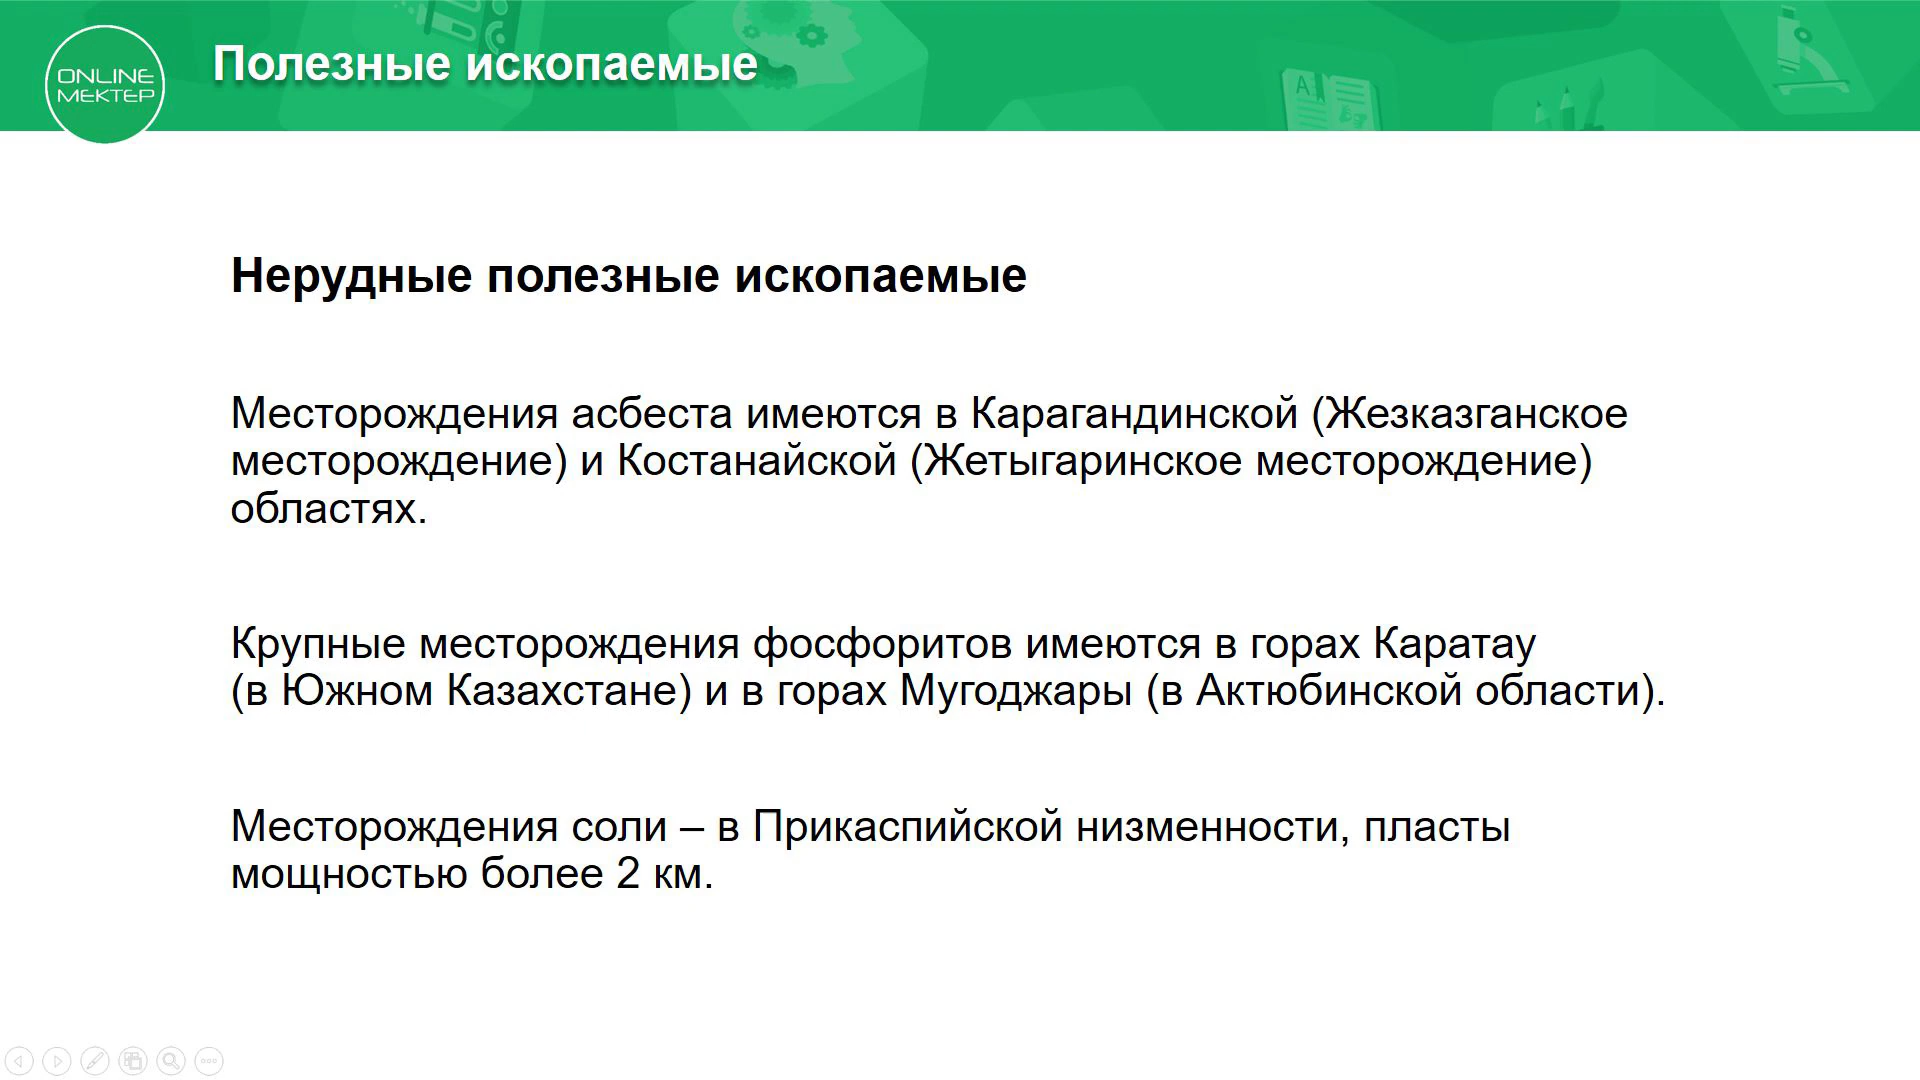 ONLINE
MEKTEP
Полезные ископаемые
Нерудные полезные ископаемые
Месторождения асбеста имеются в Карагандинской (Жезказганское
месторождение) и Костанайской (Жетыгаринское месторождение)
областях.
Крупные месторождения фосфоритов имеются в горах Каратау
(в Южном Казахстане) и в горах Мугоджары (в Актюбинской области).
Месторождения соли – в Прикаспийской низменности, пласты
мощностью более 2 км.